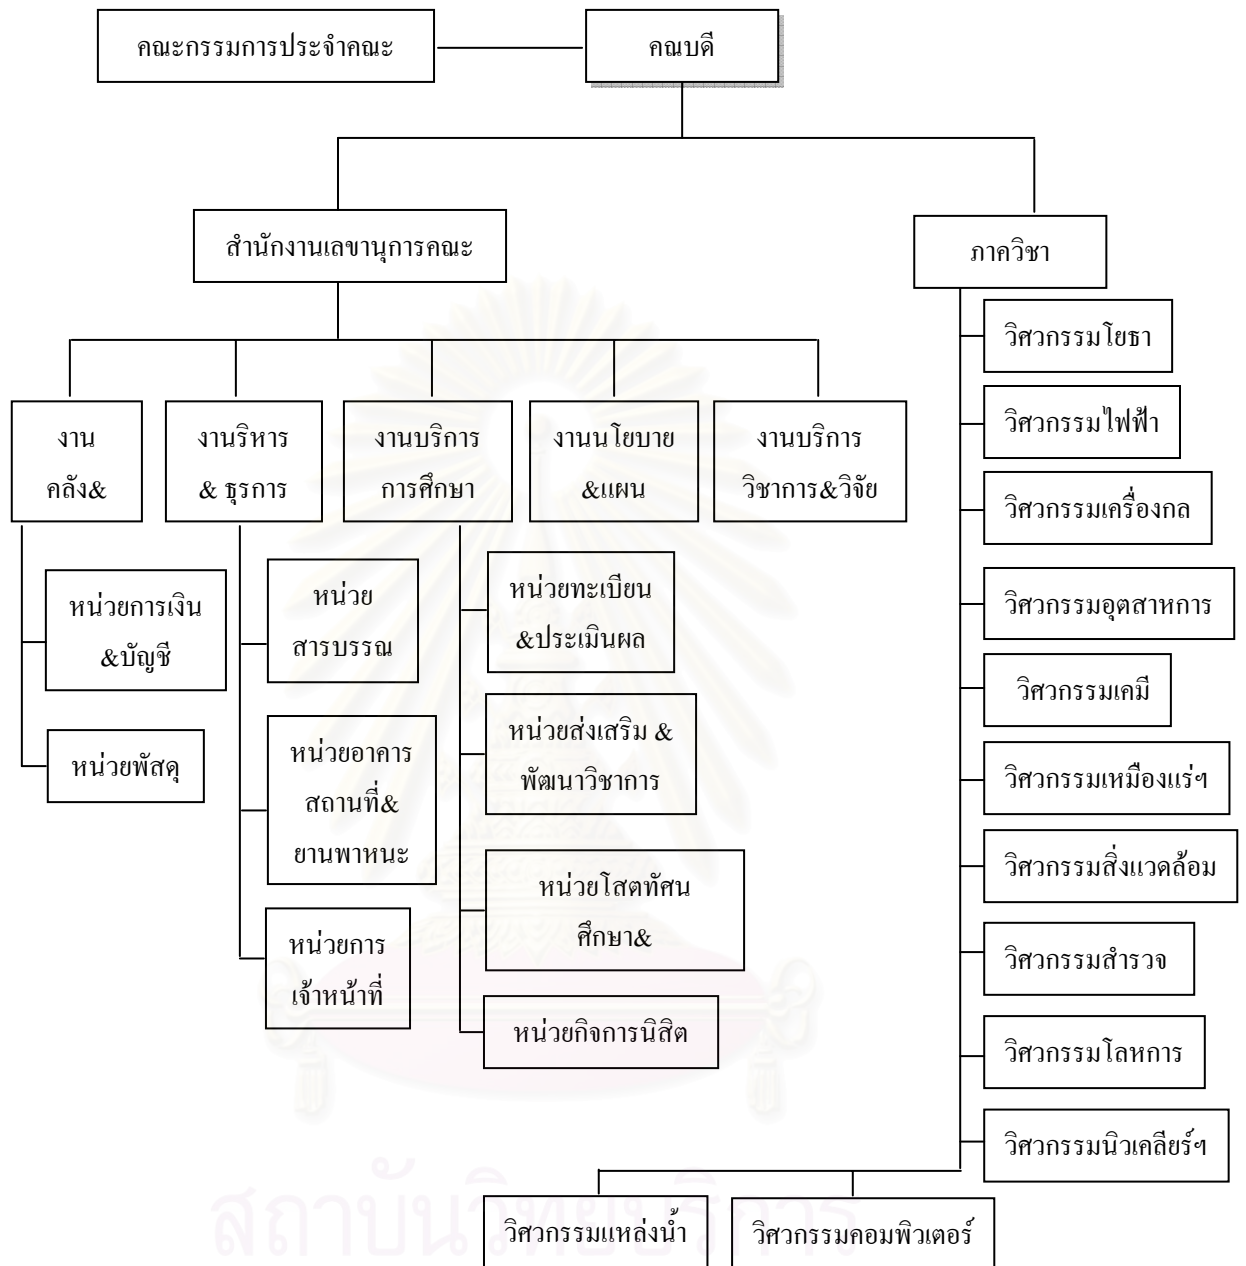 คณะกรรมการประจำคณะ
คณบดี
สำนักงานเลขานุการคณะ
ภาควิชา
งาน
คลัง&
งานริหาร
& ธุรการ
งานบริการ
การศึกษา
งานนโยบาย
&แผน
งานบริการ
วิชาการ&วิจัย
หน่วยการเงิน
&บัญชี
หน่วยพัสดุ
หน่วย
สารบรรณ
หน่วยอาคาร
สถานที่&
ยานพาหนะ
หน่วยการ
เจ้าหน้าที่
หน่วยทะเบียน
&ประเมินผล
หน่วยส่งเสริม &
พัฒนาวิชาการ
หน่วยโสตทัศน
ศึกษา&
หน่วยกิจการนิสิต
วิศวกรรมโยธา
วิศวกรรมไฟฟ้า
วิศวกรรมเครื่องกล
วิศวกรรมอุตสาหการ
วิศวกรรมเคมี
วิศวกรรมเหมืองแร่ฯ
วิศวกรรมสิ่งแวดล้อม
วิศวกรรมสำรวจ
วิศวกรรมโลหการ
วิศวกรรมนิวเคลียร์ฯ
วิศวกรรมแหล่งน้ำ
วิศวกรรมคอมพิวเตอร์
สถาบันวิทยบริการ